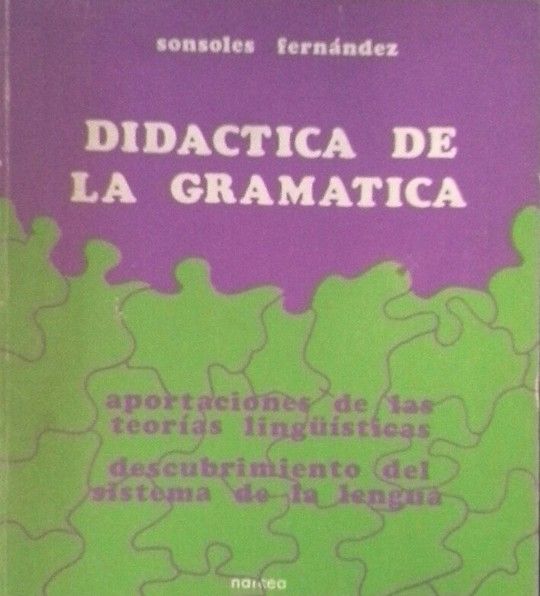 sonsoles fernández
DIDACTICA DE
LA GRAMATICA
aportaciones de las
teorías lingüísticas
descubrimiento del
sistema de la lengua
narcea